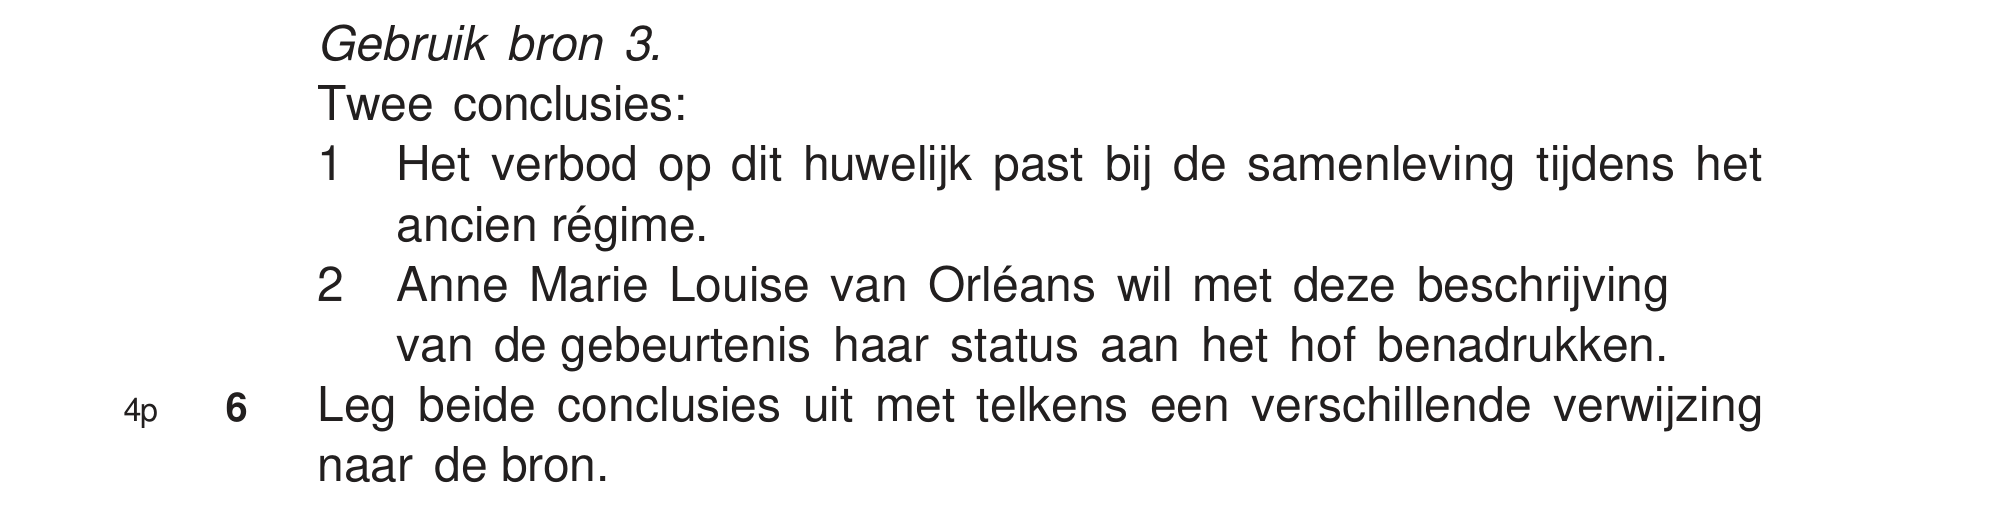 Gebruik bron 3.
Twee conclusies:
1 Het verbod op dit huwelijk past bij de samenleving tijdens het
ancien régime.
2 Anne Marie Louise van Orléans wil met deze beschrijving
van de gebeurtenis haar status aan het hof benadrukken.
4p 6 Leg beide conclusies uit met telkens een verschillende verwijzing
naar de bron.